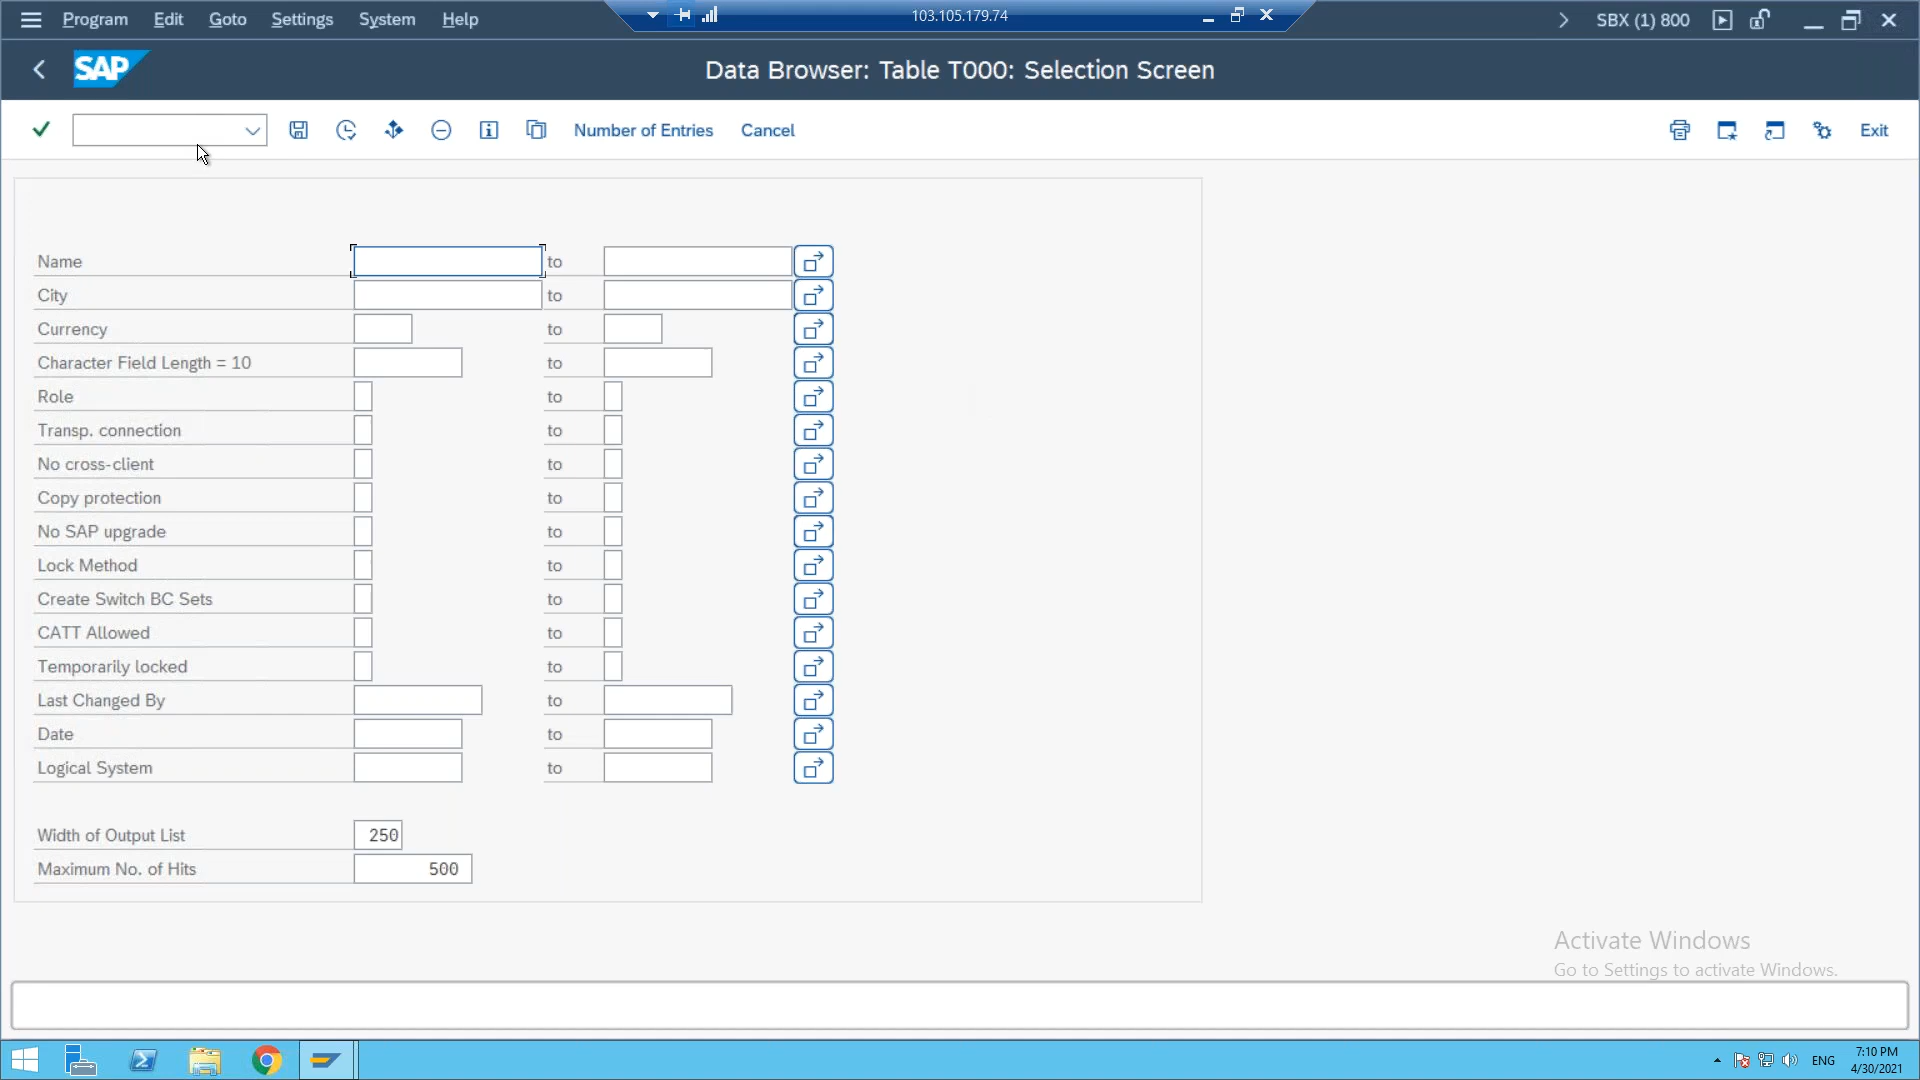 Program Edit Goto Settings System Help
103.105.179.74
SBX (1) 800
SAP
Data Browser: Table T000: Selection Screen
Number of Entries Cancel
Exit
Name to
City to
Currency to
Character Field Length = 10 to
Role to
Transp. connection to
No cross-client to
Copy protection to
No SAP upgrade to
Lock Method to
Create Switch BC Sets to
CATT Allowed to
Temporarily locked to
Last Changed By to
Date to
Logical System to
Width of Output List 250
Maximum No. of Hits 500
Activate Windows
Go to Settings to activate Windows.
ENG
7:10 PM
4/30/2021